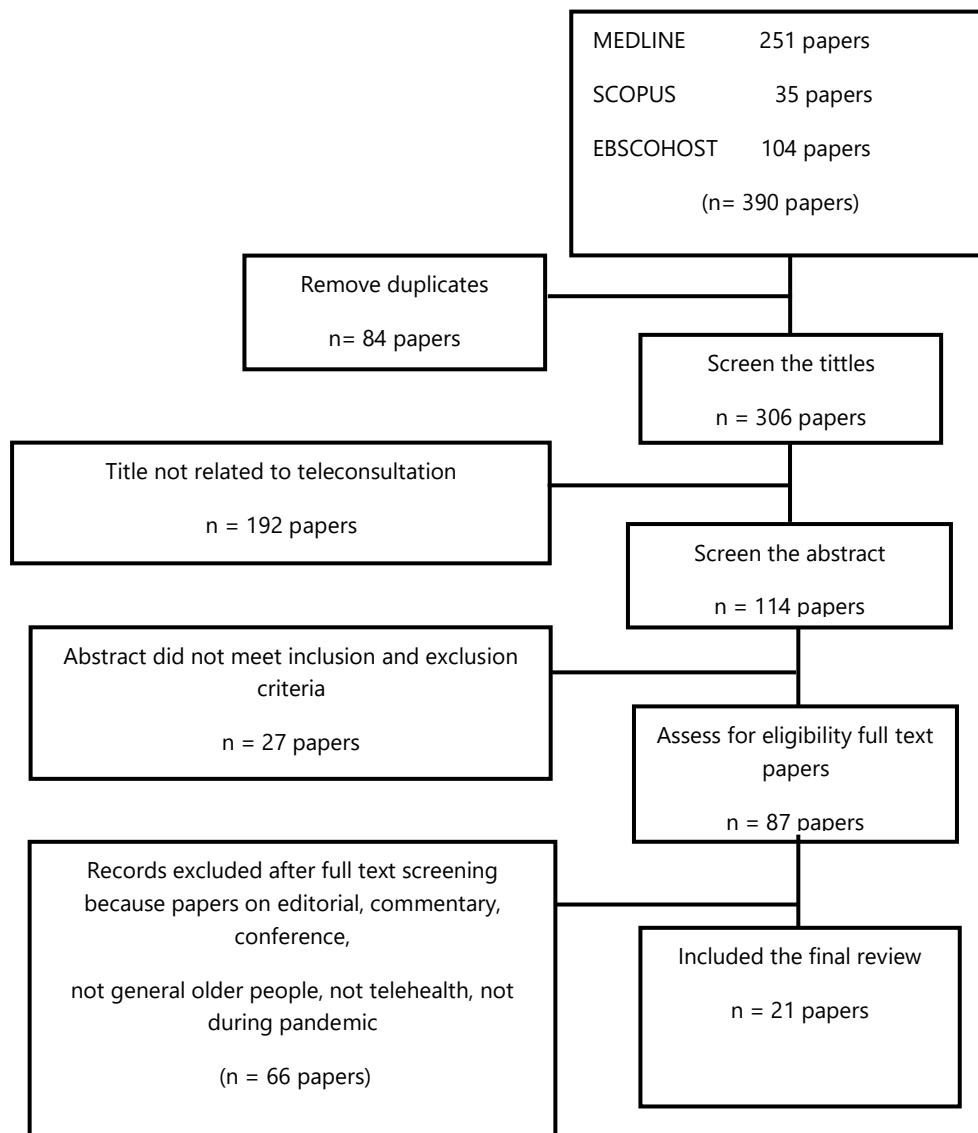 MEDLINE 251 papers
SCOPUS 35 papers
EBSCOHOST 104 papers
(n= 390 papers)
Remove duplicates
n= 84 papers
Screen the tittles
n = 306 papers
Title not related to teleconsultation
n = 192 papers
Screen the abstract
n = 114 papers
Abstract did not meet inclusion and exclusion
criteria
n = 27 papers
Assess for eligibility full text
papers
n = 87 papers
Records excluded after full text screening
because papers on editorial, commentary,
conference,
not general older people, not telehealth, not
during pandemic
(n = 66 papers)
Included the final review
n = 21 papers